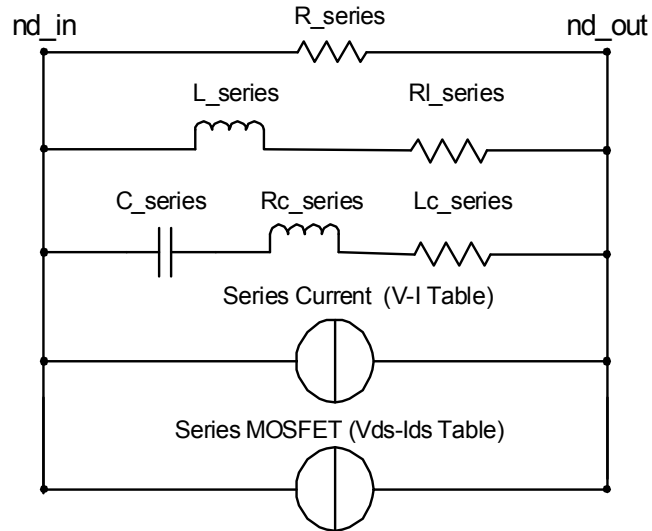 R_series
nd_in
nd_out
L_series
Rl_series
C_series
Rc_series
Lc_series
Series Current (V-I Table)
Series MOSFET (Vds-Ids Table)